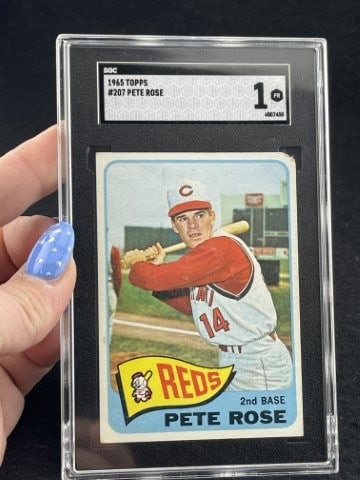 SGC
1965 TOPPS
#207 PETE ROSE
1 PR
C
14
REDS
2nd BASE
PETE ROSE